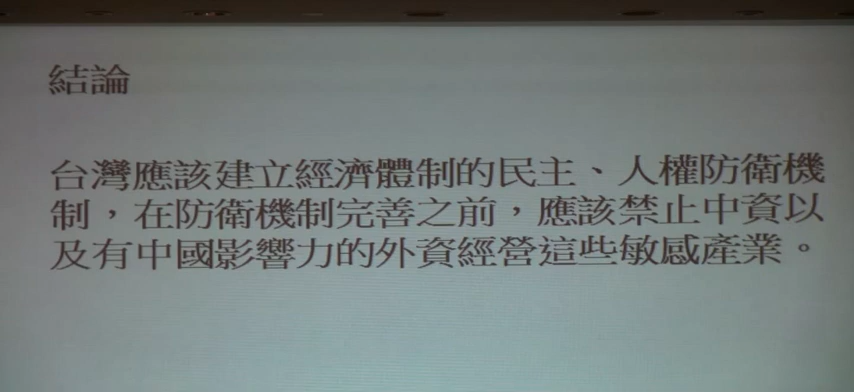 結論
台灣應該建立經濟體制的民主、人權防衛機
制，在防衛機制完善之前，應該禁止中資以
及有中國影響力的外資經營這些敏感產業。